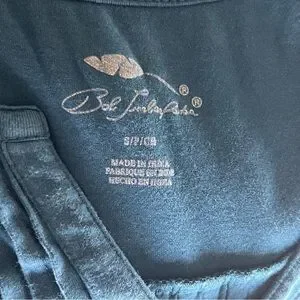 ®
Bob Timberlake®
S/P/CH
MADE IN INDIA
FABRIQUE EN INDE
HECHO EN INDIA